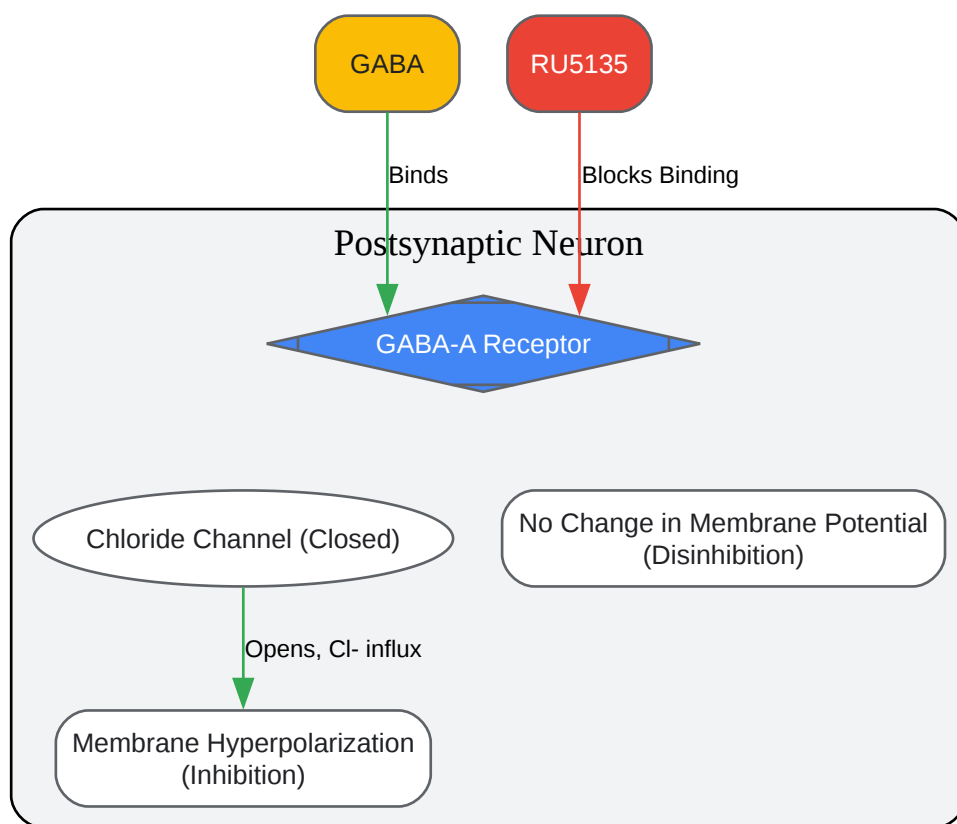 GABA
RU5135
Binds
Blocks Binding
Postsynaptic Neuron
GABA-A Receptor
Chloride Channel (Closed)
No Change in Membrane Potential
(Disinhibition)
Opens, Cl- influx
Membrane Hyperpolarization
(Inhibition)